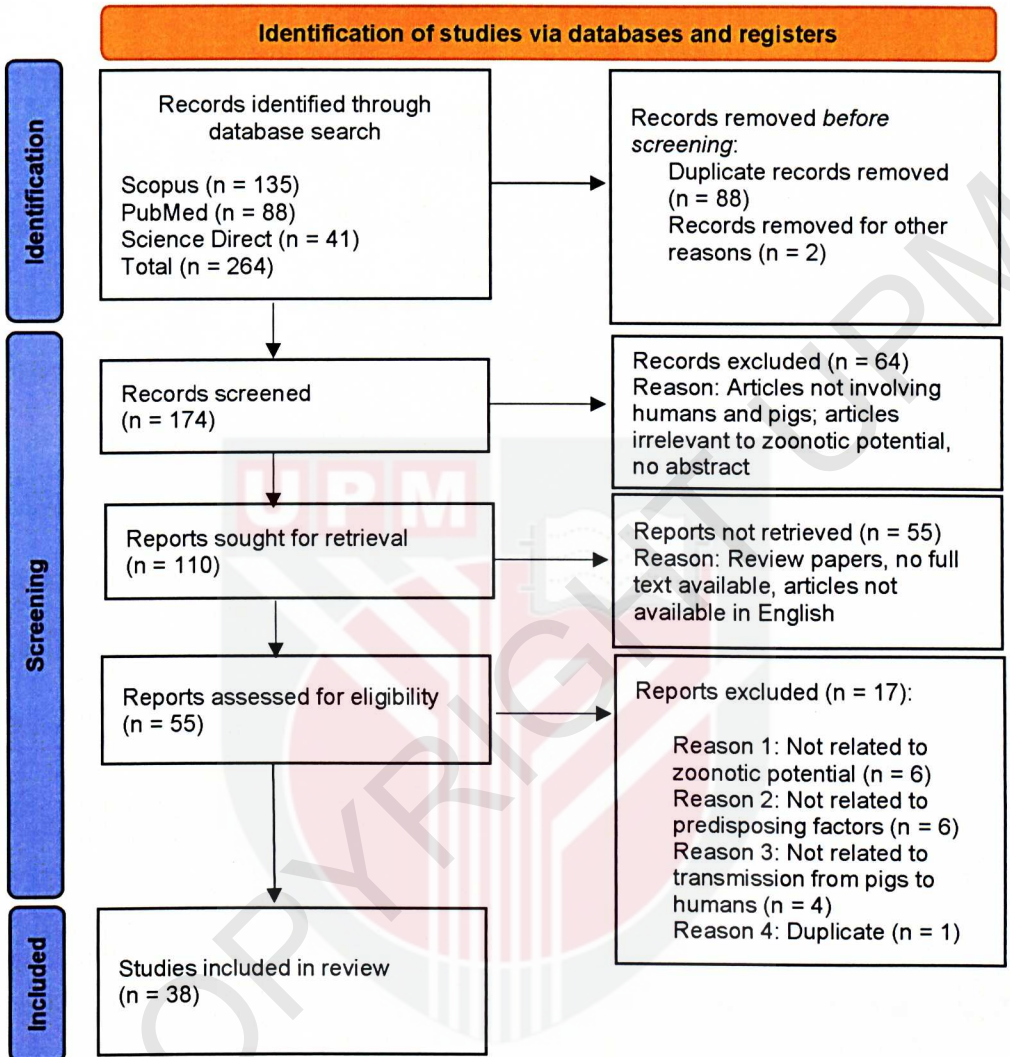 Identification of studies via databases and registers
Identification
Records identified through
database search
Scopus (n = 135)
PubMed (n = 88)
Science Direct (n = 41)
Total (n = 264)
Records removed before
screening:
Duplicate records removed
(n = 88)
Records removed for other
reasons (n = 2)
Screening
Records screened
(n = 174)
Records excluded (n = 64)
Reason: Articles not involving
humans and pigs; articles
irrelevant to zoonotic potential,
no abstract
Reports sought for retrieval
(n = 110)
Reports not retrieved (n = 55)
Reason: Review papers, no full
text available, articles not
available in English
Reports assessed for eligibility
(n = 55)
Reports excluded (n = 17):
Reason 1: Not related to
zoonotic potential (n = 6)
Reason 2: Not related to
predisposing factors (n = 6)
Reason 3: Not related to
transmission from pigs to
humans (n = 4)
Reason 4: Duplicate (n = 1)
Included
Studies included in review
(n = 38)
UPM
OPYRIGHT UPM